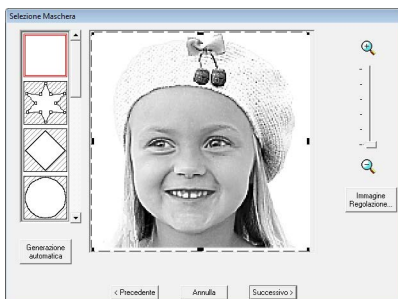 Selezione Maschera
Immagine
Regolazione...
Generazione
automatica
< Precedente
Annulla
Successivo >